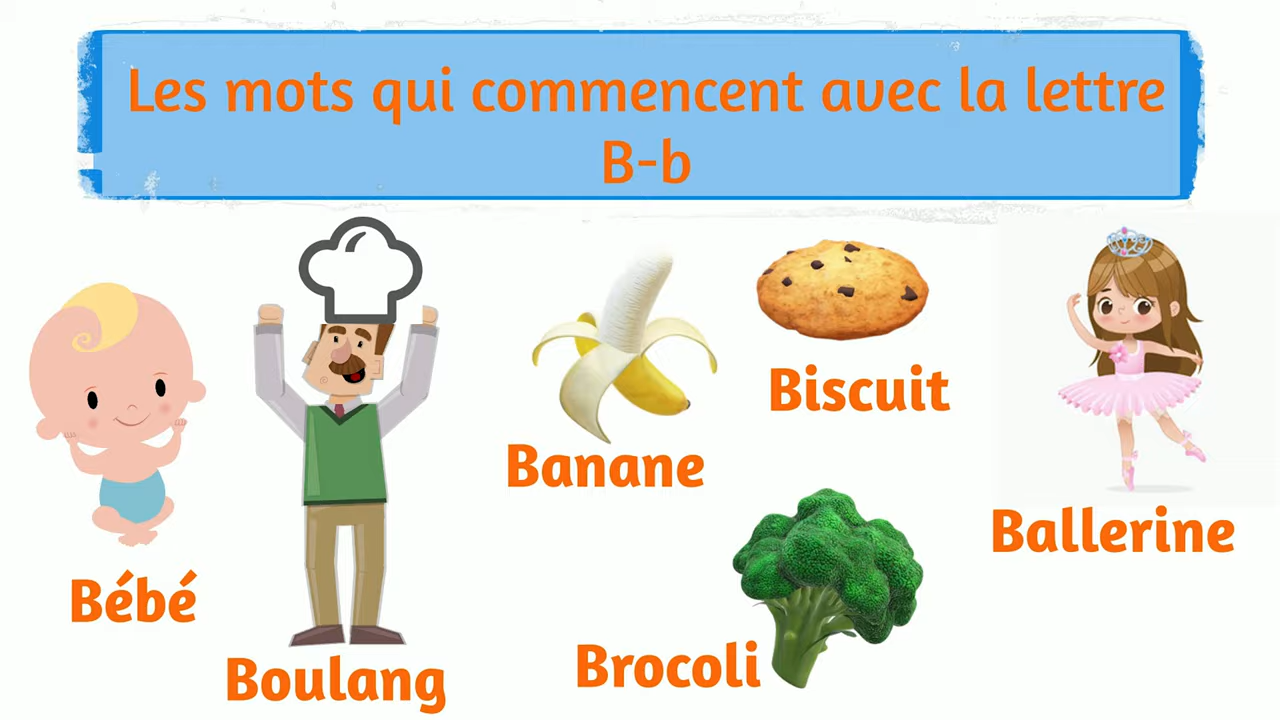 Les mots qui commencent avec la lettre
B-b
Biscuit
Banane
Ballerine
Bébé
Brocoli
Boulang